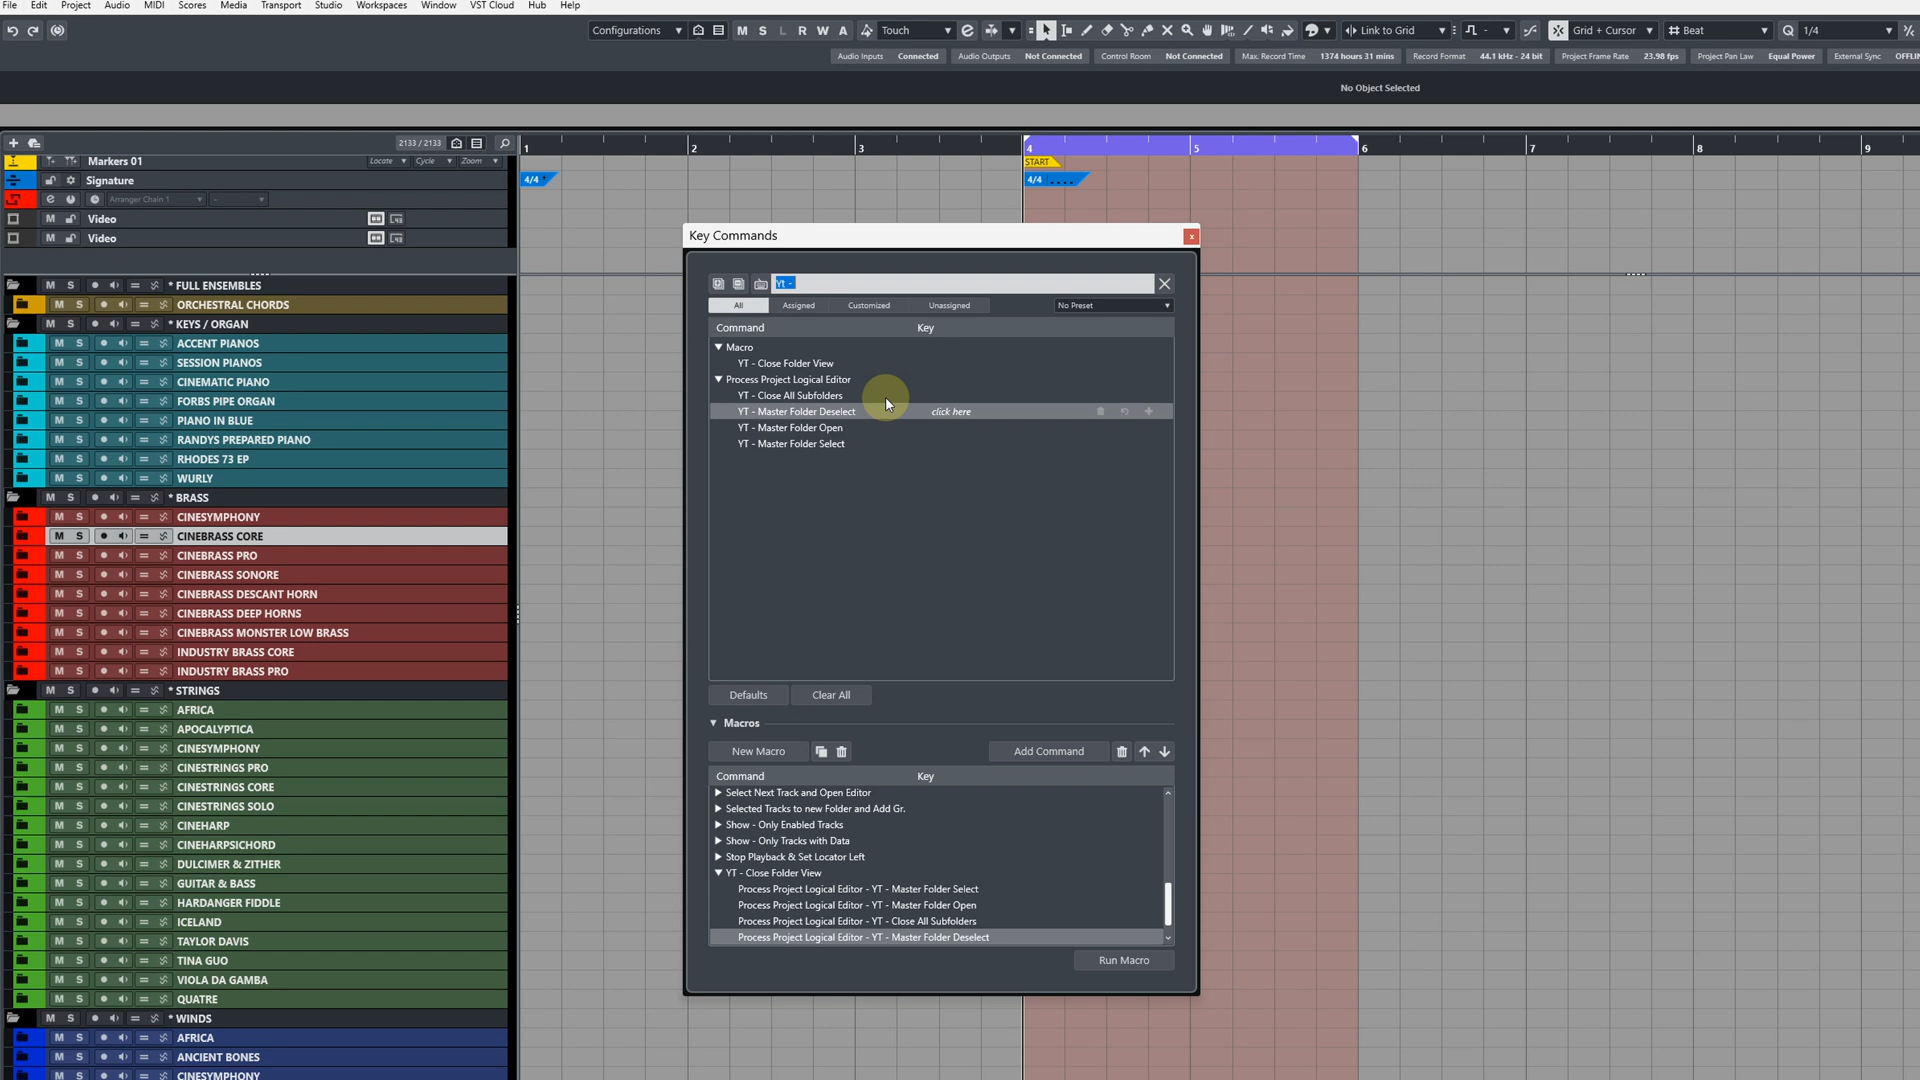 File Edit Project Audio MIDI Scores Media Transport Studio Workspaces Window VST Cloud Hub Help
Configurations M S L R W A Touch Link to Grid - Grid + Cursor Beat Q 1/4
Audio Inputs Connected Audio Outputs Not Connected Control Room Not Connected Max. Record Time 1374 hours 31 mins Record Format 44.1 kHz - 24 bit Project Frame Rate 23.98 fps Project Pan Law Equal Power External Sync OFFLIN
No Object Selected
2133 / 2133 1 2 3 4 5 6 7 8 9
Markers 01 Locate Cycle Zoom START
Signature 4/4 4/4
Arranger Chain 1 -
M Video
M Video
M S * FULL ENSEMBLES
M S ORCHESTRAL CHORDS
M S * KEYS / ORGAN
M S ACCENT PIANOS
M S SESSION PIANOS
M S CINEMATIC PIANO
M S FORBS PIPE ORGAN
M S PIANO IN BLUE
M S RANDYS PREPARED PIANO
M S RHODES 73 EP
M S WURLY
M S * BRASS
M S CINESYMPHONY
M S CINEBRASS CORE
M S CINEBRASS PRO
M S CINEBRASS SONORE
M S CINEBRASS DESCANT HORN
M S CINEBRASS DEEP HORNS
M S CINEBRASS MONSTER LOW BRASS
M S INDUSTRY BRASS CORE
M S INDUSTRY BRASS PRO
M S * STRINGS
M S AFRICA
M S APOCALYPTICA
M S CINESYMPHONY
M S CINESTRINGS PRO
M S CINESTRINGS CORE
M S CINESTRINGS SOLO
M S CINEHARP
M S CINEHARPSICHORD
M S DULCIMER & ZITHER
M S GUITAR & BASS
M S HARDANGER FIDDLE
M S ICELAND
M S TAYLOR DAVIS
M S TINA GUO
M S VIOLA DA GAMBA
M S QUATRE
M S * WINDS
M S AFRICA
M S ANCIENT BONES
M S CINESYMPHONY
Key Commands x
Yt -
All Assigned Customized Unassigned No Preset
Command Key
Macro
YT - Close Folder View
Process Project Logical Editor
YT - Close All Subfolders
YT - Master Folder Deselect click here
YT - Master Folder Open
YT - Master Folder Select
Defaults Clear All
Macros
New Macro Add Command
Command Key
Select Next Track and Open Editor
Selected Tracks to new Folder and Add Gr.
Show - Only Enabled Tracks
Show - Only Tracks with Data
Stop Playback & Set Locator Left
YT - Close Folder View
Process Project Logical Editor - YT - Master Folder Select
Process Project Logical Editor - YT - Master Folder Open
Process Project Logical Editor - YT - Close All Subfolders
Process Project Logical Editor - YT - Master Folder Deselect
Run Macro